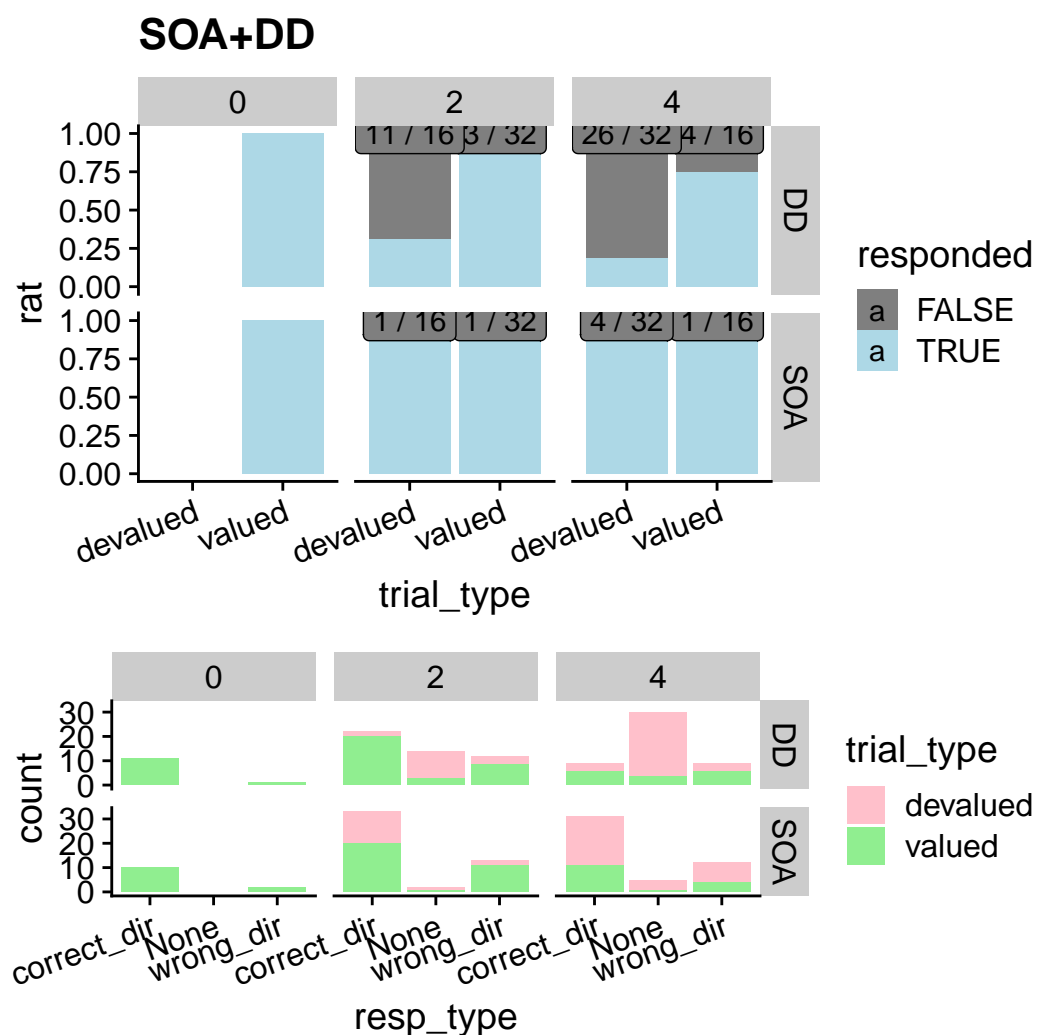 SOA+DD
0 2 4
1.00
0.75
0.50
0.25
0.00
11 / 16 3 / 32 26 / 32 4 / 16
DD
1.00
0.75
0.50
0.25
0.00
1 / 16 1 / 32 4 / 32 1 / 16
SOA
rat
devalued valued devalued valued devalued valued
trial_type
responded
a FALSE
a TRUE
0 2 4
30
20
10
0
DD
30
20
10
0
SOA
count
correct_dir None wrong_dir correct_dir None wrong_dir correct_dir None wrong_dir
resp_type
trial_type
devalued
valued